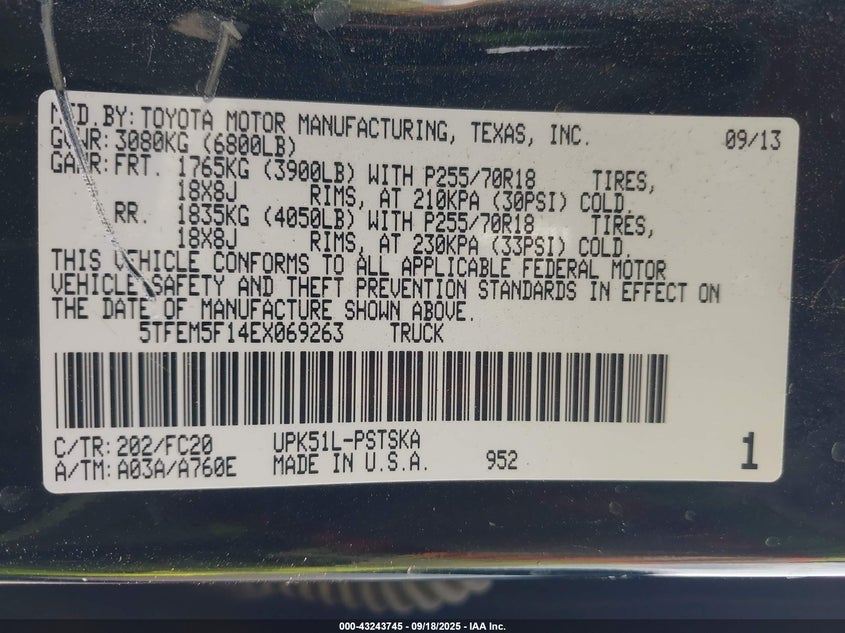 MFD.BY: TOYOTA MOTOR MANUFACTURING, TEXAS, INC. 09/13
GVWR: 3080KG (6800LB)
GAWR: FRT. 1765KG (3900LB) WITH P255/70R18 TIRES,
18X8J RIMS, AT 210KPA (30PSI) COLD.
RR. 1835KG (4050LB) WITH P255/70R18 TIRES,
18X8J RIMS, AT 230KPA (33PSI) COLD.
THIS VEHICLE CONFORMS TO ALL APPLICABLE FEDERAL MOTOR
VEHICLE SAFETY AND THEFT PREVENTION STANDARDS IN EFFECT ON
THE DATE OF MANUFACTURE SHOWN ABOVE.
5TFEM5F14EX069263 TRUCK
C/TR: 202/FC20 UPK51L-PSTSKA
A/TM: A03A/A760E MADE IN U.S.A. 952 1
000-43243745 - 09/18/2025 - IAA Inc.